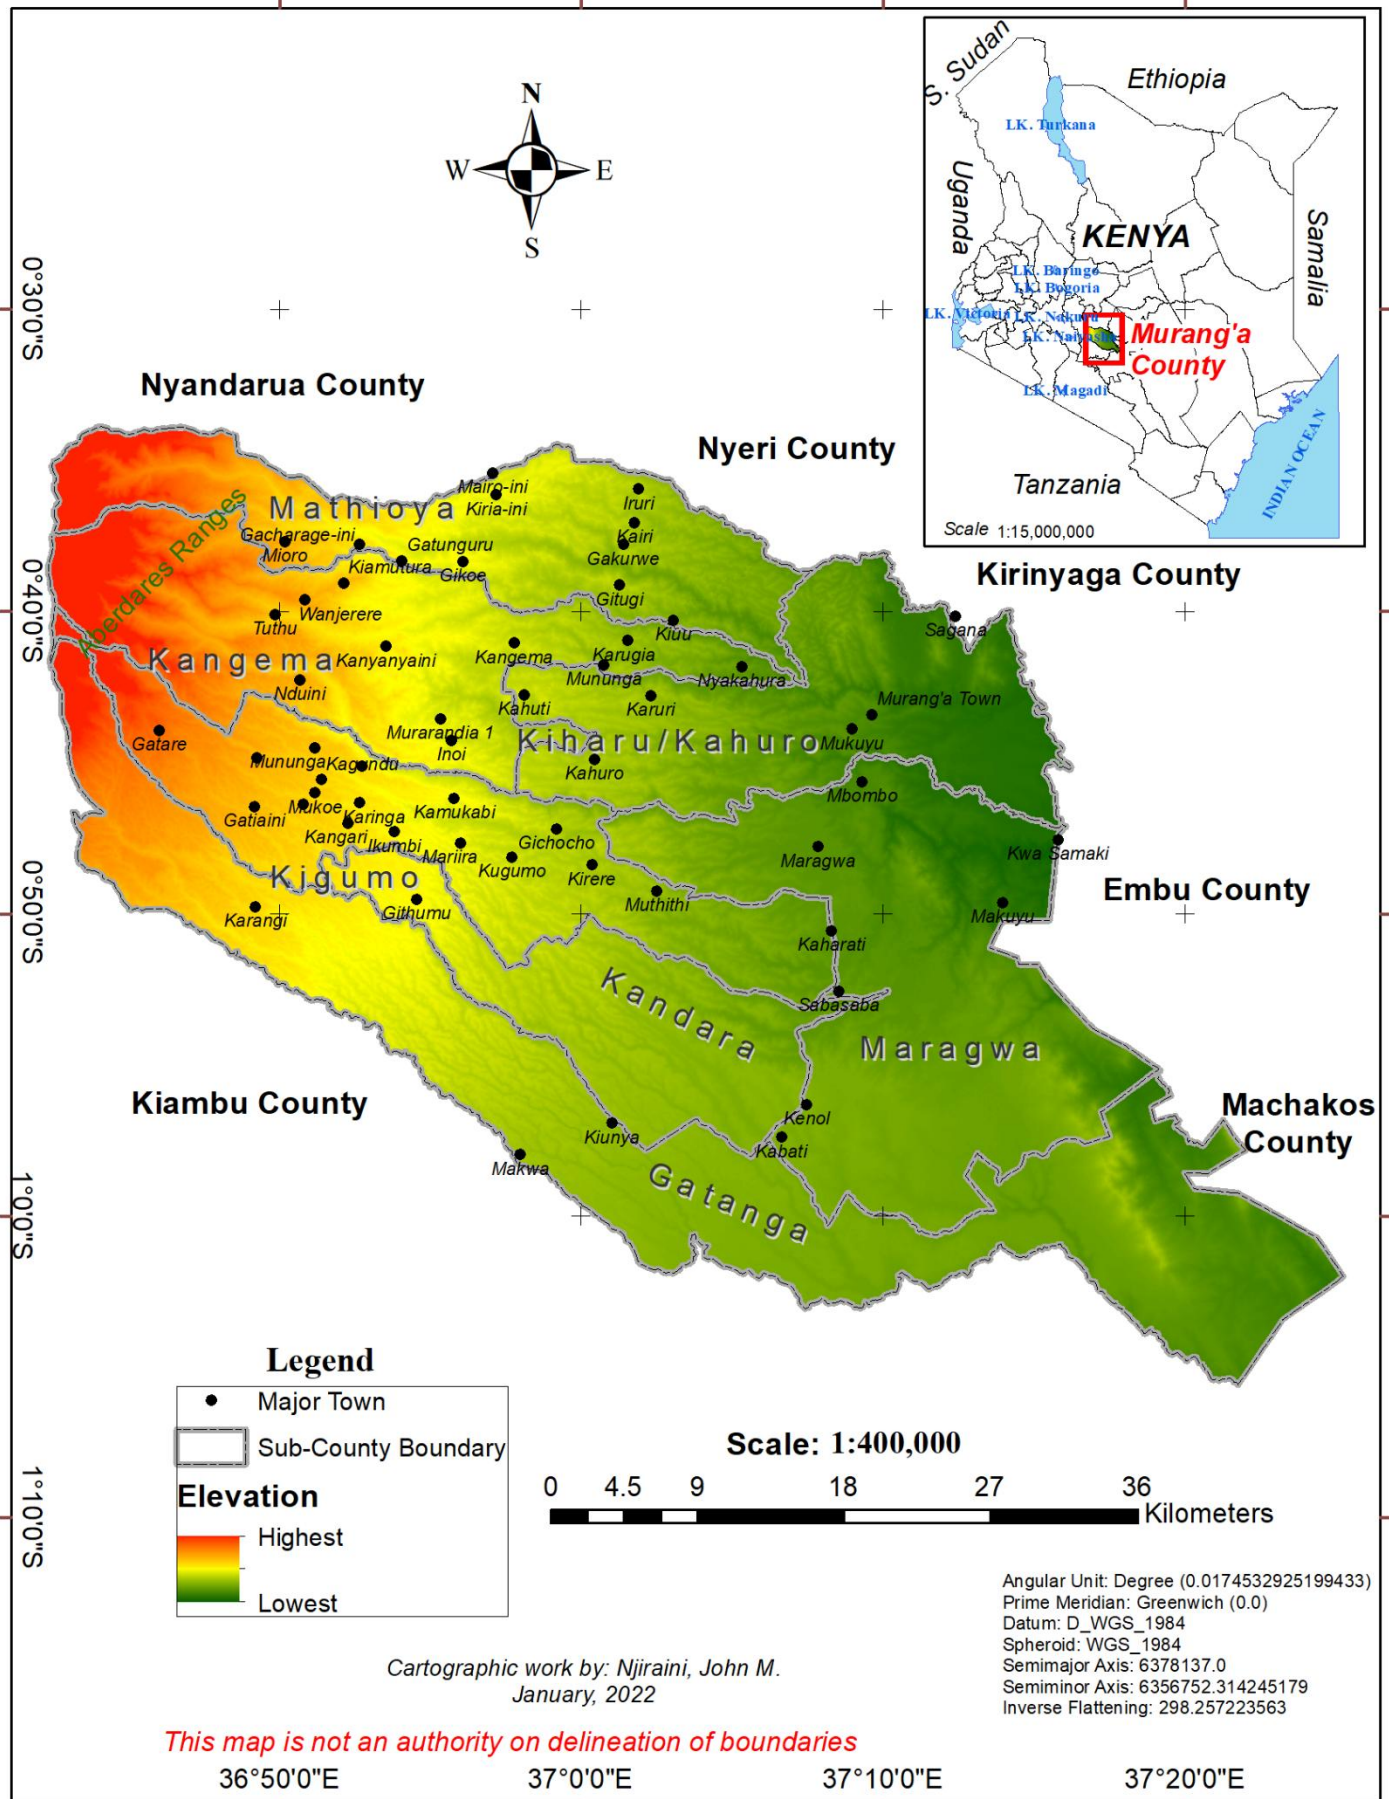 S. Sudan
Ethiopia
LK. Turkana
Uganda
KENYA
Samalia
LK. Baringo
LK. Bogoria
LK. Victoria
LK. Nakuru
LK. Naivasha
Murang'a
County
LK. Magadi
Tanzania
INDIAN OCEAN
Scale 1:15,000,000
N
W
E
S
0°30'0"S
Nyandarua County
Nyeri County
Kirinyaga County
Mathioya
Mairo-ini
Kiria-ini
Iruri
Kairi
Gakurwe
Gacharage-ini
Mioro
Gatunguru
Kiamutura
Gikoe
Gitugi
Aberdares Ranges
0°40'0"S
Wanjerere
Tuthu
Kiuu
Sagana
Kangema
Kanyanyaini
Kangema
Karugia
Mununga
Nyakahura
Nduini
Kahuti
Karuri
Murang'a Town
Gatare
Murarandia 1
Inoi
Kiharu/Kahuro
Mukuyu
Mununga
Kagundu
Kahuro
Mbombo
Gatiaini
Mukoe
Karinga
Kamukabi
Kangari
Ikumbi
Mariira
Gichocho
Maragwa
Kwa Samaki
Kigumo
Kugumo
Kirere
Embu County
0°50'0"S
Karangi
Githumu
Muthithi
Makuyu
Kaharati
Kandara
Sabasaba
Maragwa
Kiambu County
Machakos
County
Kenol
Kiunya
Kabati
Makwa
Gatanga
1°0'0"S
Legend
Major Town
Sub-County Boundary
Elevation
Highest
Lowest
Scale: 1:400,000
0 4.5 9 18 27 36
Kilometers
1°10'0"S
Angular Unit: Degree (0.0174532925199433)
Prime Meridian: Greenwich (0.0)
Datum: D_WGS_1984
Spheroid: WGS_1984
Semimajor Axis: 6378137.0
Semiminor Axis: 6356752.314245179
Inverse Flattening: 298.257223563
Cartographic work by: Njiraini, John M.
January, 2022
This map is not an authority on delineation of boundaries
36°50'0"E 37°0'0"E 37°10'0"E 37°20'0"E